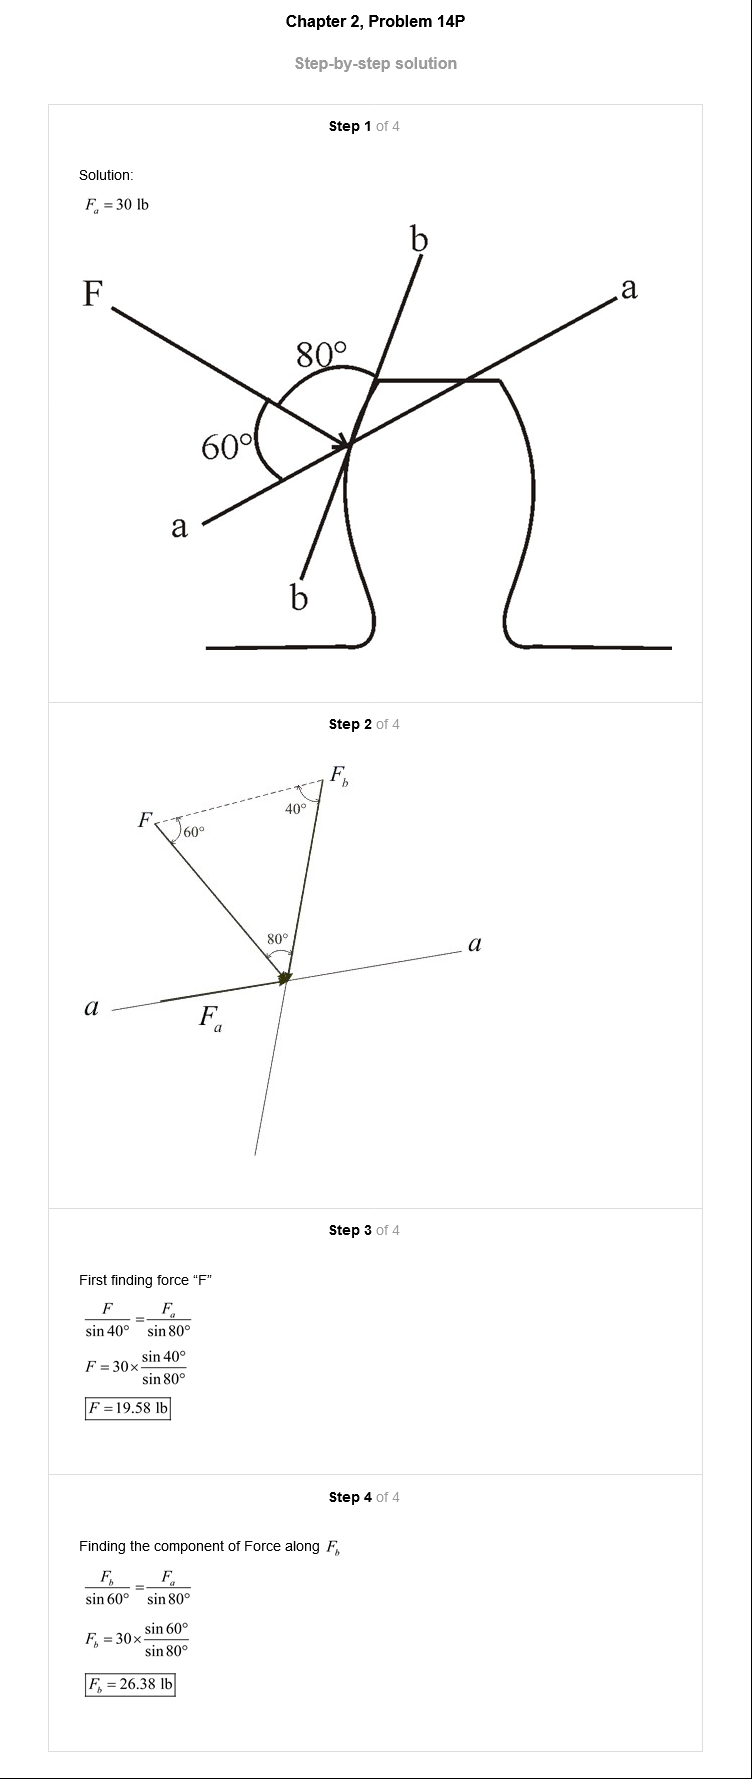 Chapter 2, Problem 14P
Step-by-step solution
Step 1 of 4
Solution:
F_a = 30 lb
b
a
F
80°
60°
a
b
Step 2 of 4
F_b
F
40°
60°
80°
a
a
F_a
Step 3 of 4
First finding force “F”
F / sin 40° = F_a / sin 80°
F = 30 × sin 40° / sin 80°
F = 19.58 lb
Step 4 of 4
Finding the component of Force along F_b
F_b / sin 60° = F_a / sin 80°
F_b = 30 × sin 60° / sin 80°
F_b = 26.38 lb